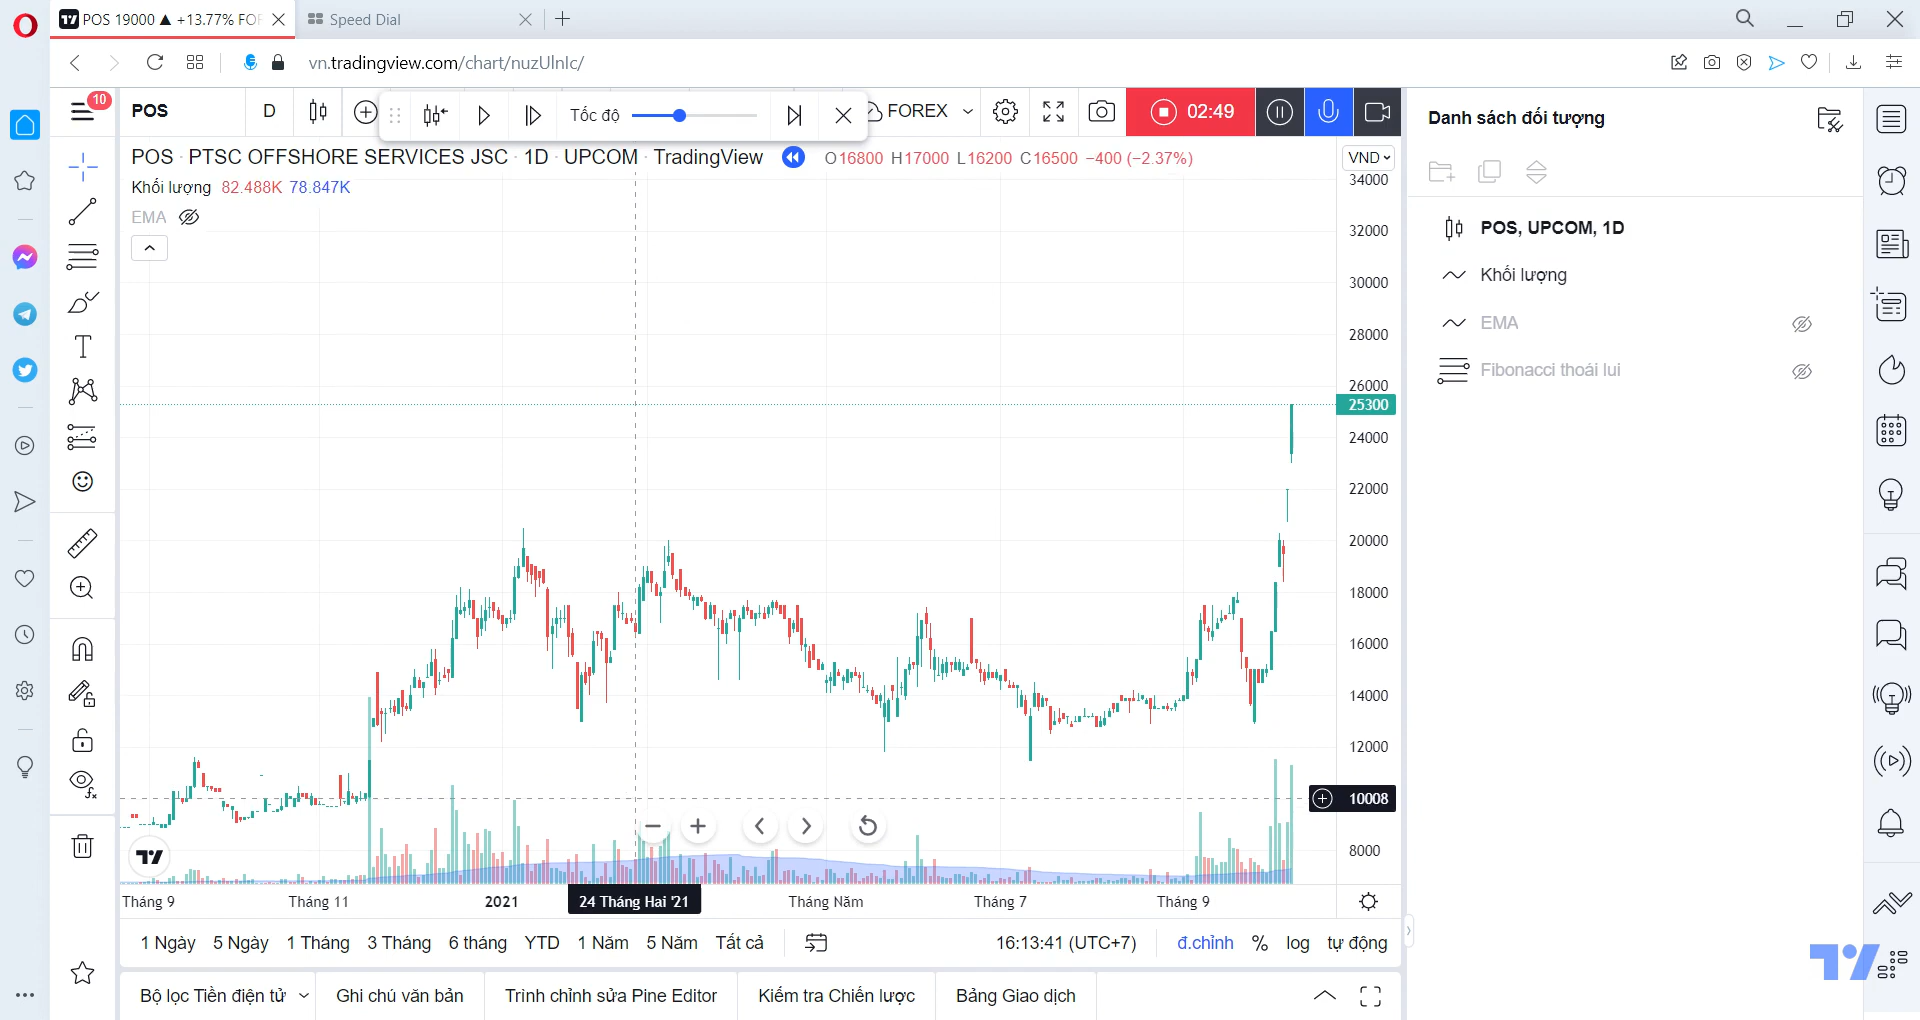 POS 19000 ▲ +13.77% FOR
Speed Dial
vn.tradingview.com/chart/nuzUlnIc/
10
POS
D
Tốc độ
FOREX
02:49
POS · PTSC OFFSHORE SERVICES JSC · 1D · UPCOM · TradingView
O16800 H17000 L16200 C16500 −400 (−2.37%)
VND
Khối lượng 82.488K 78.847K
EMA
34000
32000
30000
28000
26000
25300
24000
22000
20000
18000
16000
14000
12000
10008
8000
Tháng 9
Tháng 11
2021
24 Tháng Hai '21
Tháng Năm
Tháng 7
Tháng 9
1 Ngày 5 Ngày 1 Tháng 3 Tháng 6 tháng YTD 1 Năm 5 Năm Tất cả
16:13:41 (UTC+7)
đ.chỉnh % log tự động
Bộ lọc Tiền điện tử
Ghi chú văn bản
Trình chỉnh sửa Pine Editor
Kiểm tra Chiến lược
Bảng Giao dịch
Danh sách đối tượng
POS, UPCOM, 1D
Khối lượng
EMA
Fibonacci thoái lui